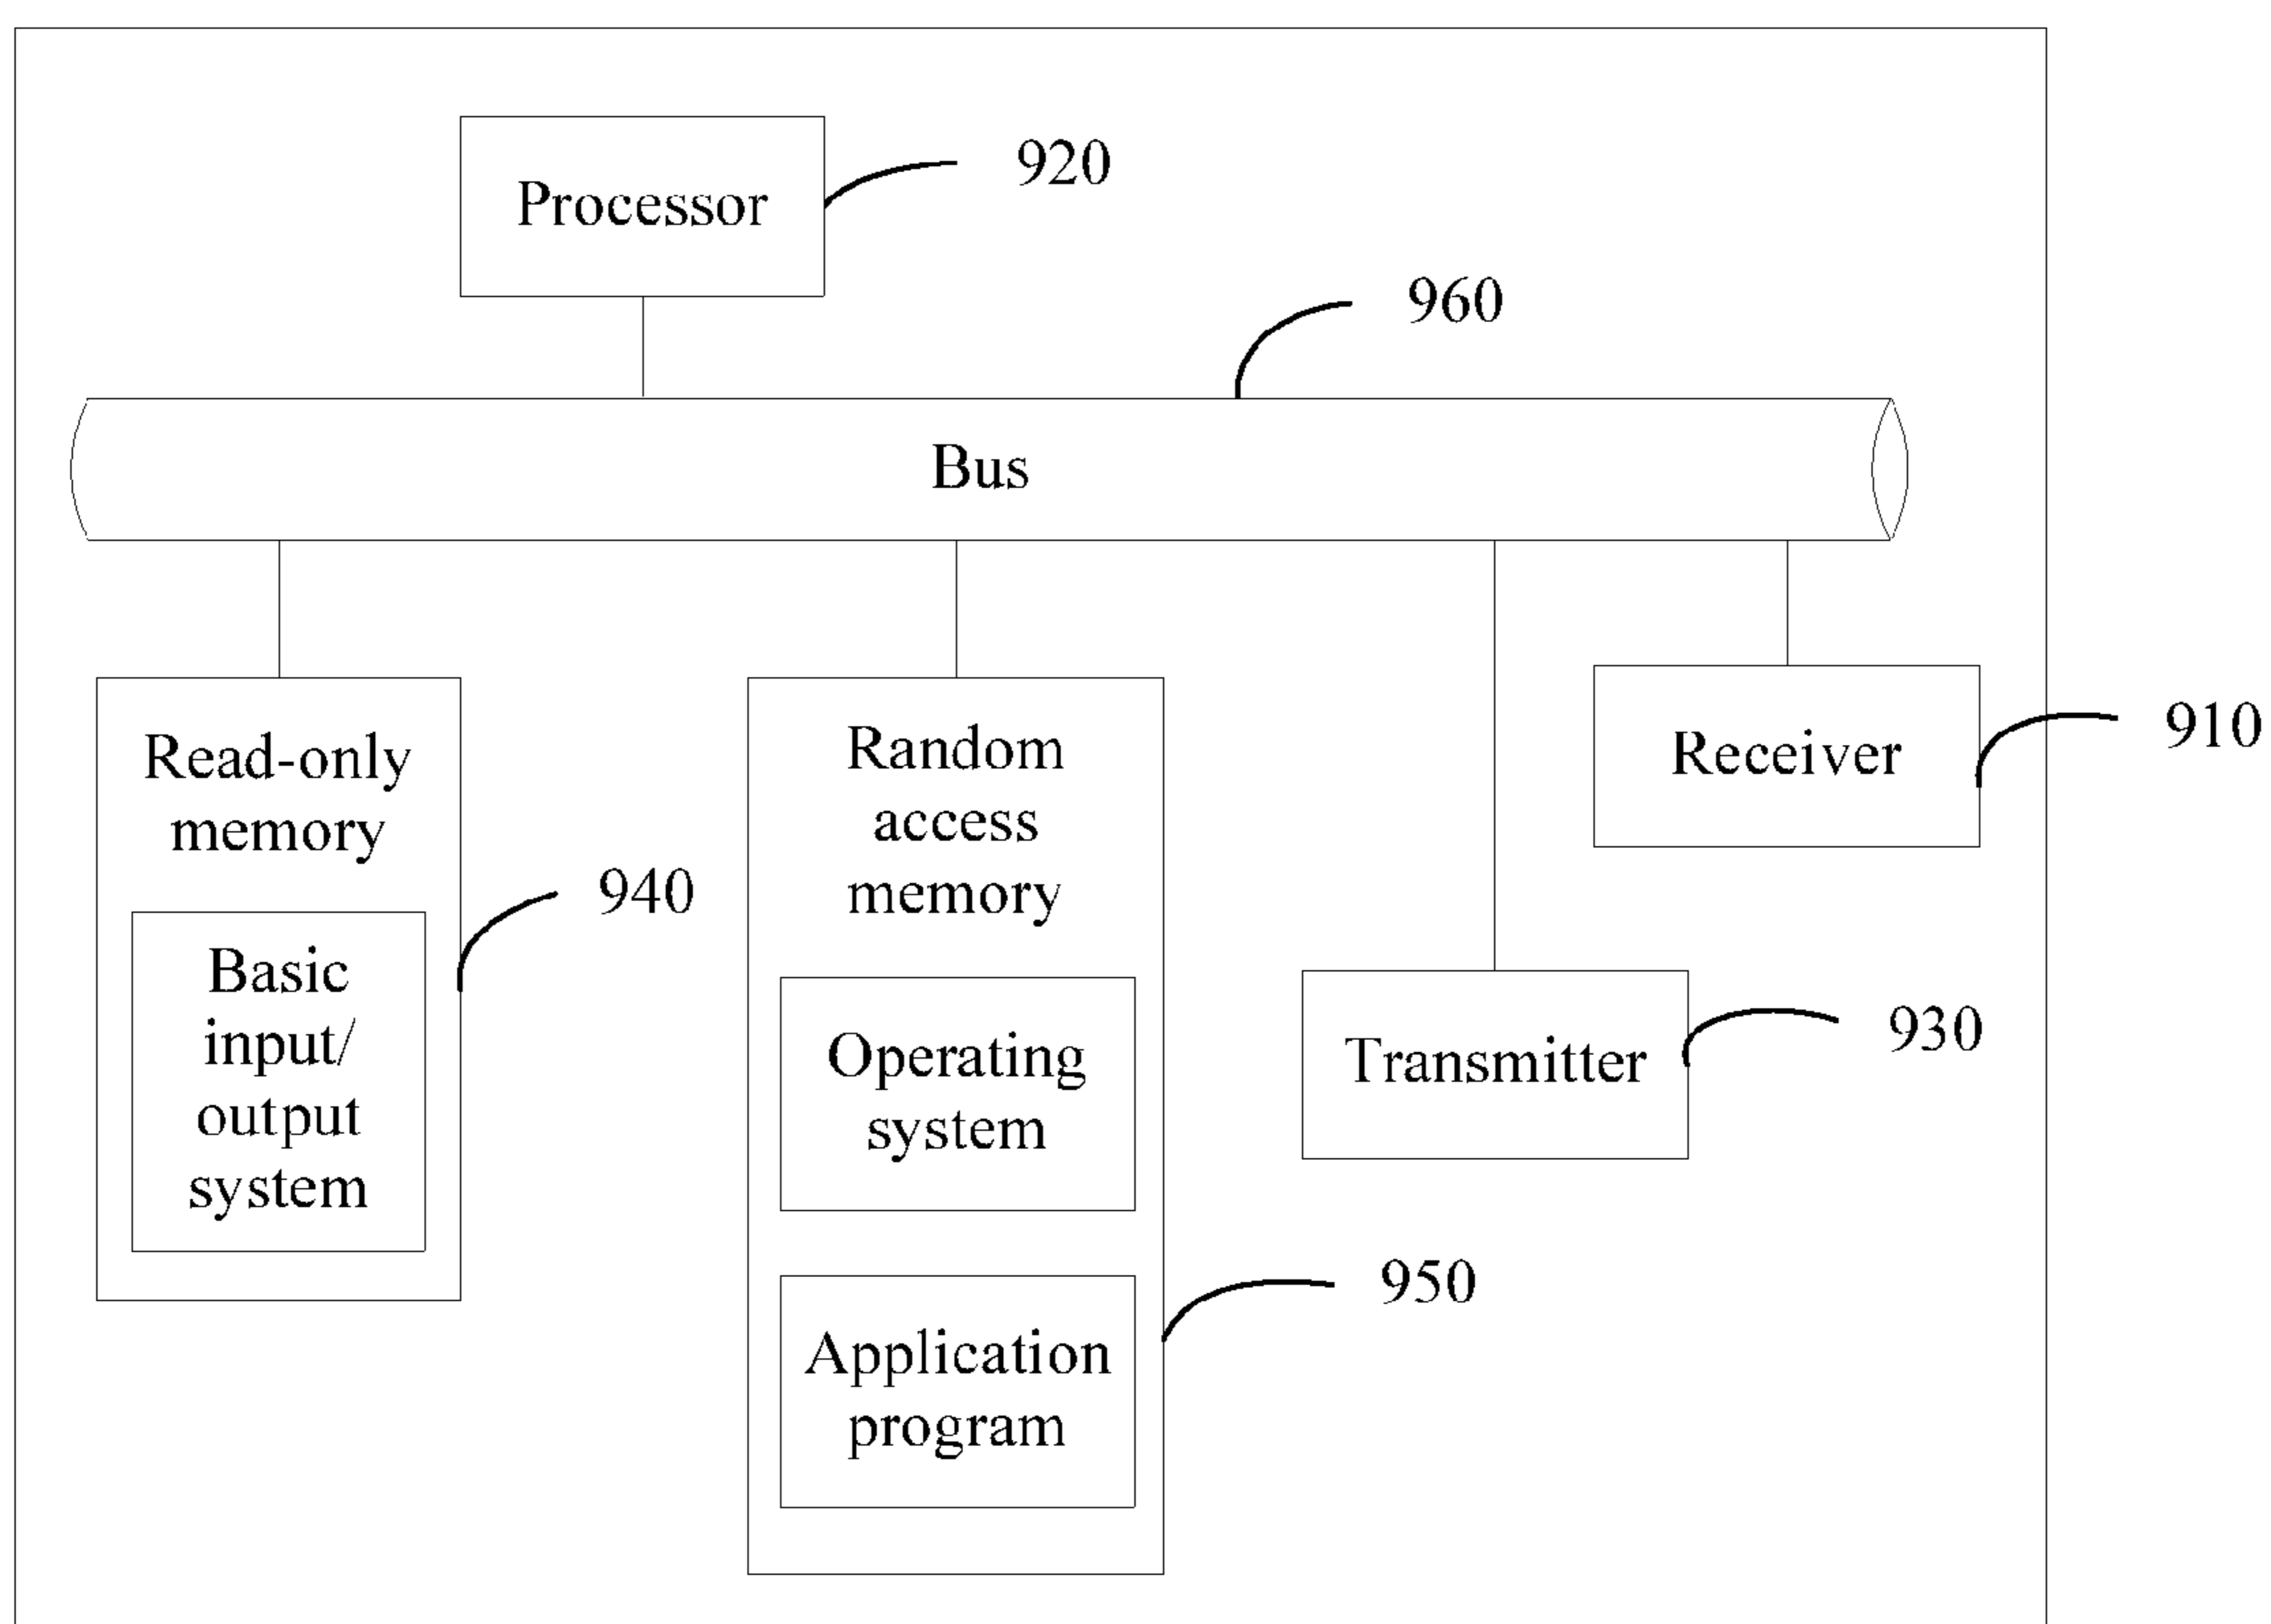 Processor
920
960
Bus
Read-only
memory
940
Basic
input/
output
system
Random
access
memory
Operating
system
Application
program
950
Transmitter
930
Receiver
910